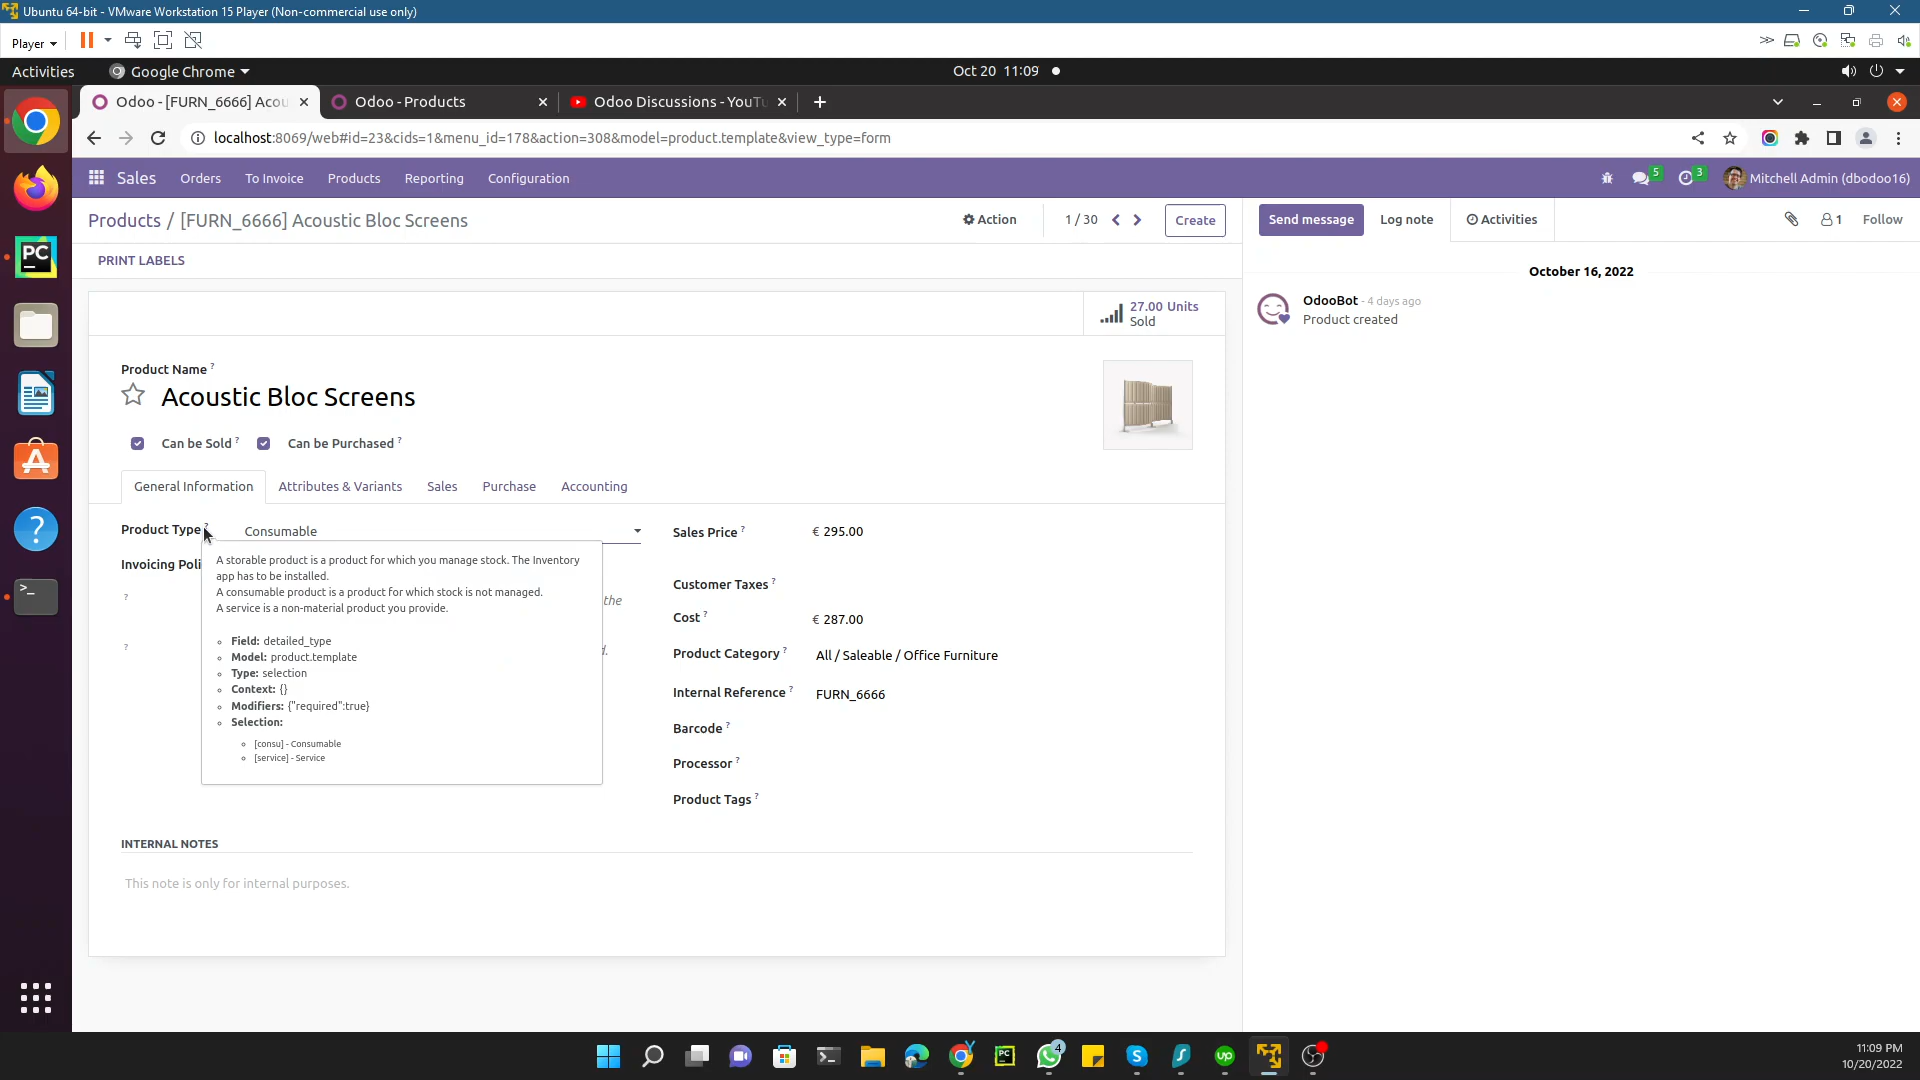 Ubuntu 64-bit - VMware Workstation 15 Player (Non-commercial use only)
Player
Activities
Google Chrome
Oct 20 11:09
Odoo - [FURN_6666] Acou
Odoo - Products
Odoo Discussions - YouTu
localhost:8069/web#id=23&cids=1&menu_id=178&action=308&model=product.template&view_type=form
Sales
Orders
To Invoice
Products
Reporting
Configuration
5
3
Mitchell Admin (dbodoo16)
Products / [FURN_6666] Acoustic Bloc Screens
Action
1 / 30
Create
Send message
Log note
Activities
1
Follow
PRINT LABELS
October 16, 2022
27.00 Units
Sold
OdooBot - 4 days ago
Product created
Product Name ?
Acoustic Bloc Screens
Can be Sold ?
Can be Purchased ?
General Information
Attributes & Variants
Sales
Purchase
Accounting
Product Type ?
Consumable
Invoicing Poli
?
the
?
d.
A storable product is a product for which you manage stock. The Inventory
app has to be installed.
A consumable product is a product for which stock is not managed.
A service is a non-material product you provide.
Field: detailed_type
Model: product.template
Type: selection
Context: {}
Modifiers: {"required":true}
Selection:
[consu] - Consumable
[service] - Service
Sales Price ?
€ 295.00
Customer Taxes ?
Cost ?
€ 287.00
Product Category ?
All / Saleable / Office Furniture
Internal Reference ?
FURN_6666
Barcode ?
Processor ?
Product Tags ?
INTERNAL NOTES
This note is only for internal purposes.
PC
?
>_
PC
4
S
up
11:09 PM
10/20/2022